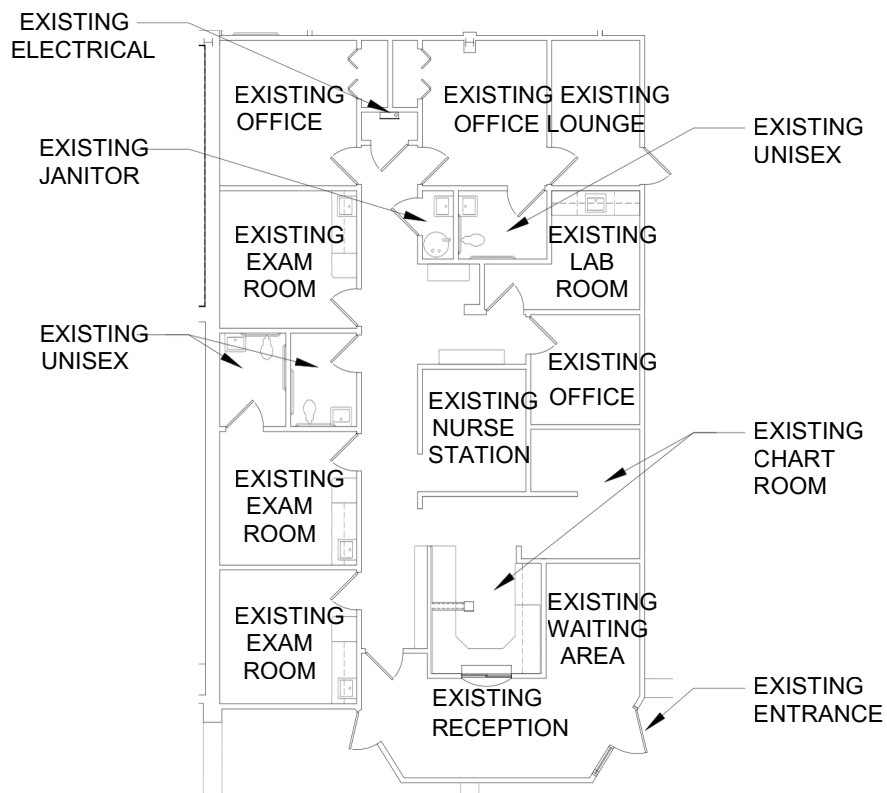 EXISTING
ELECTRICAL
EXISTING
OFFICE
EXISTING
OFFICE
EXISTING
LOUNGE
EXISTING
UNISEX
EXISTING
JANITOR
EXISTING
EXAM
ROOM
EXISTING
LAB
ROOM
EXISTING
UNISEX
EXISTING
OFFICE
EXISTING
NURSE
STATION
EXISTING
CHART
ROOM
EXISTING
EXAM
ROOM
EXISTING
EXAM
ROOM
EXISTING
WAITING
AREA
EXISTING
RECEPTION
EXISTING
ENTRANCE